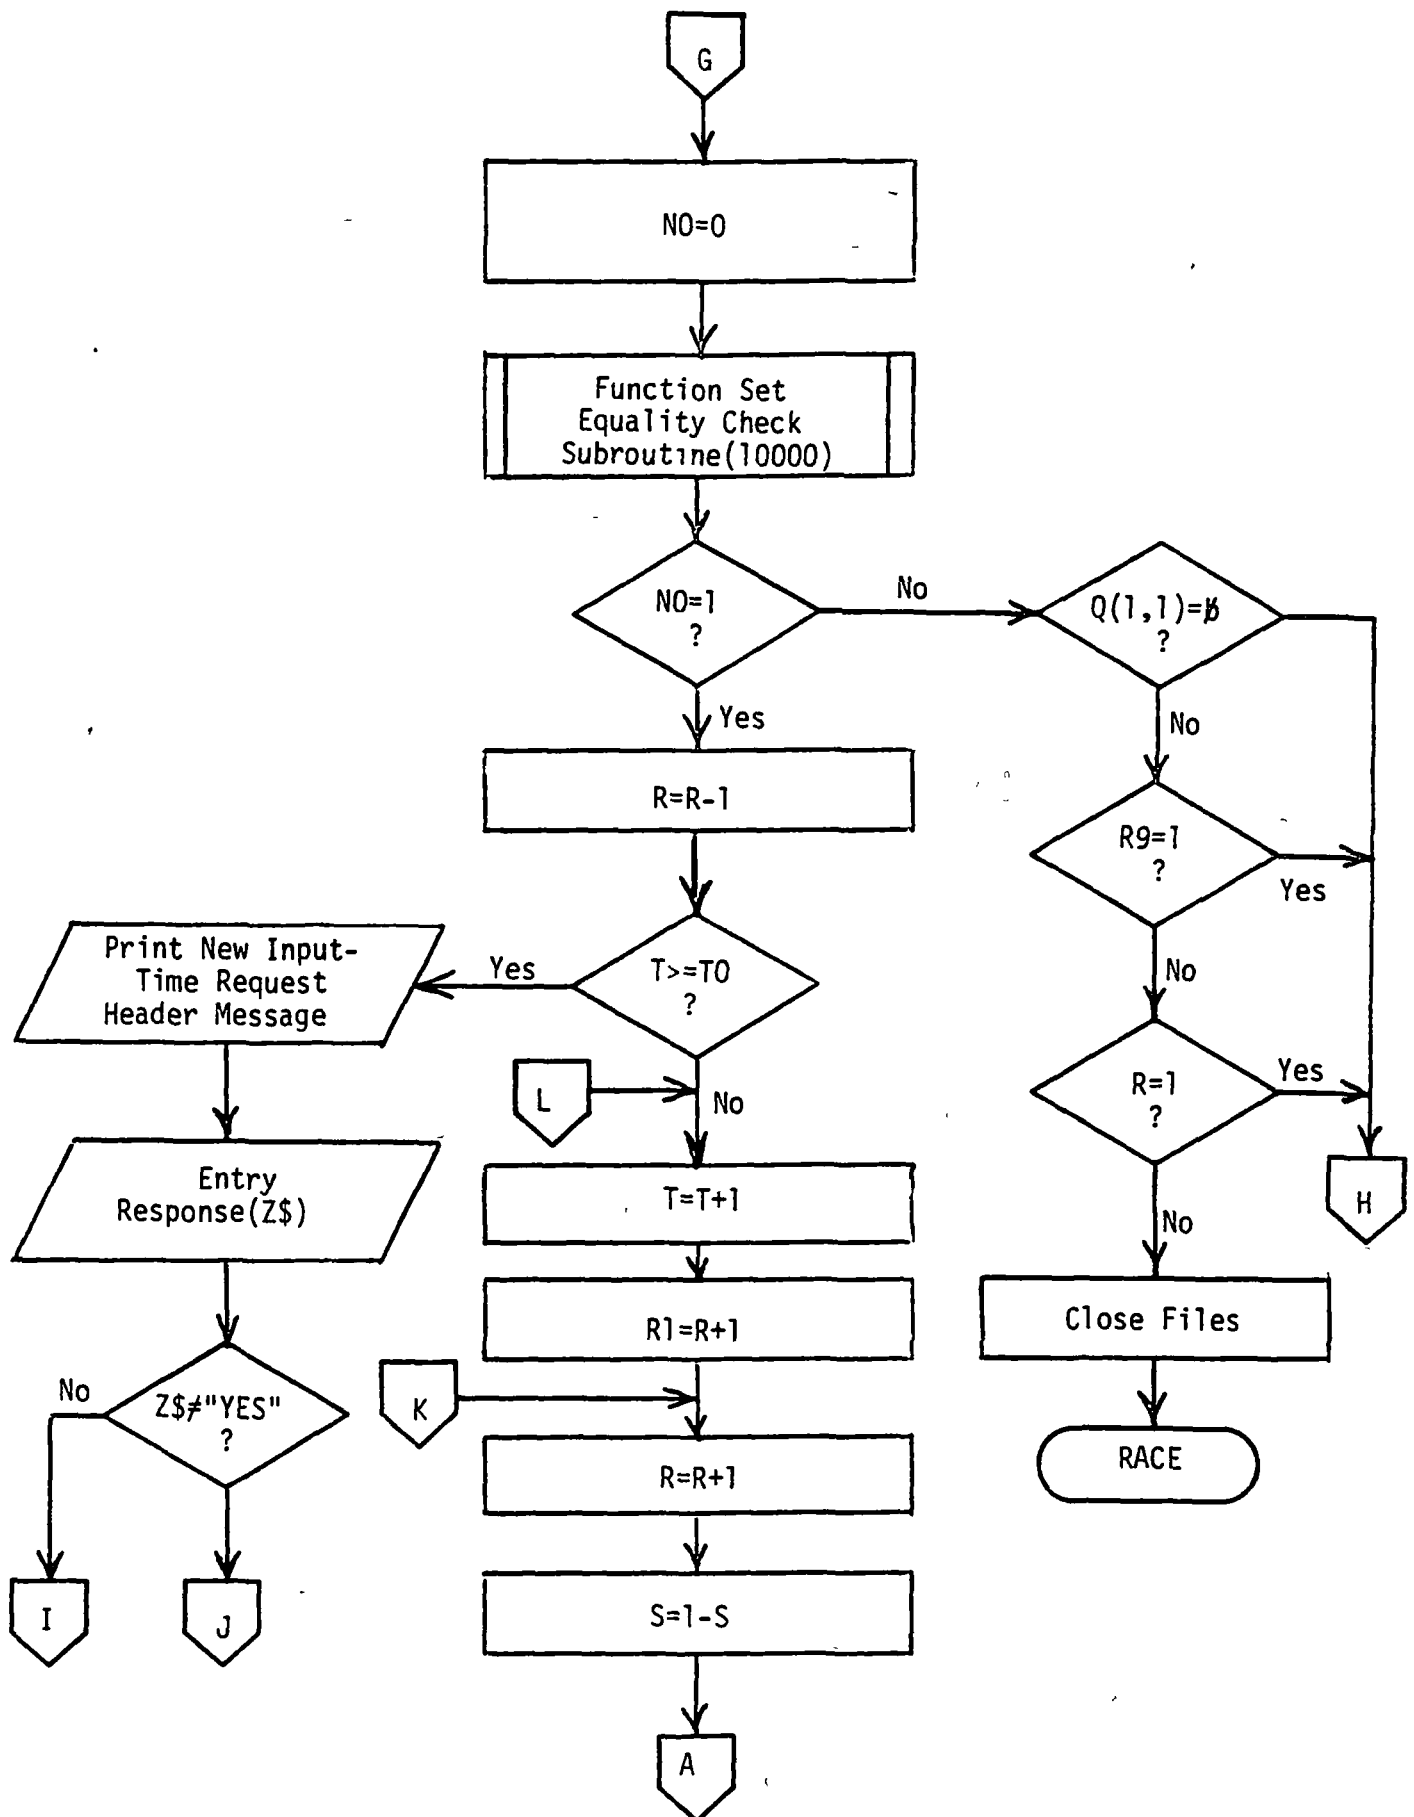 G
NO=0
Function Set
Equality Check
Subroutine(10000)
NO=1
?
No
Q(1,1)=ƀ
?
Yes
No
R=R-1
R9=1
?
Yes
Print New Input-
Time Request
Header Message
Yes
T>=TO
?
No
L
No
R=1
?
Yes
Entry
Response(Z$)
T=T+1
H
No
R1=R+1
Close Files
No
Z$≠"YES"
?
K
R=R+1
RACE
I
J
S=1-S
A